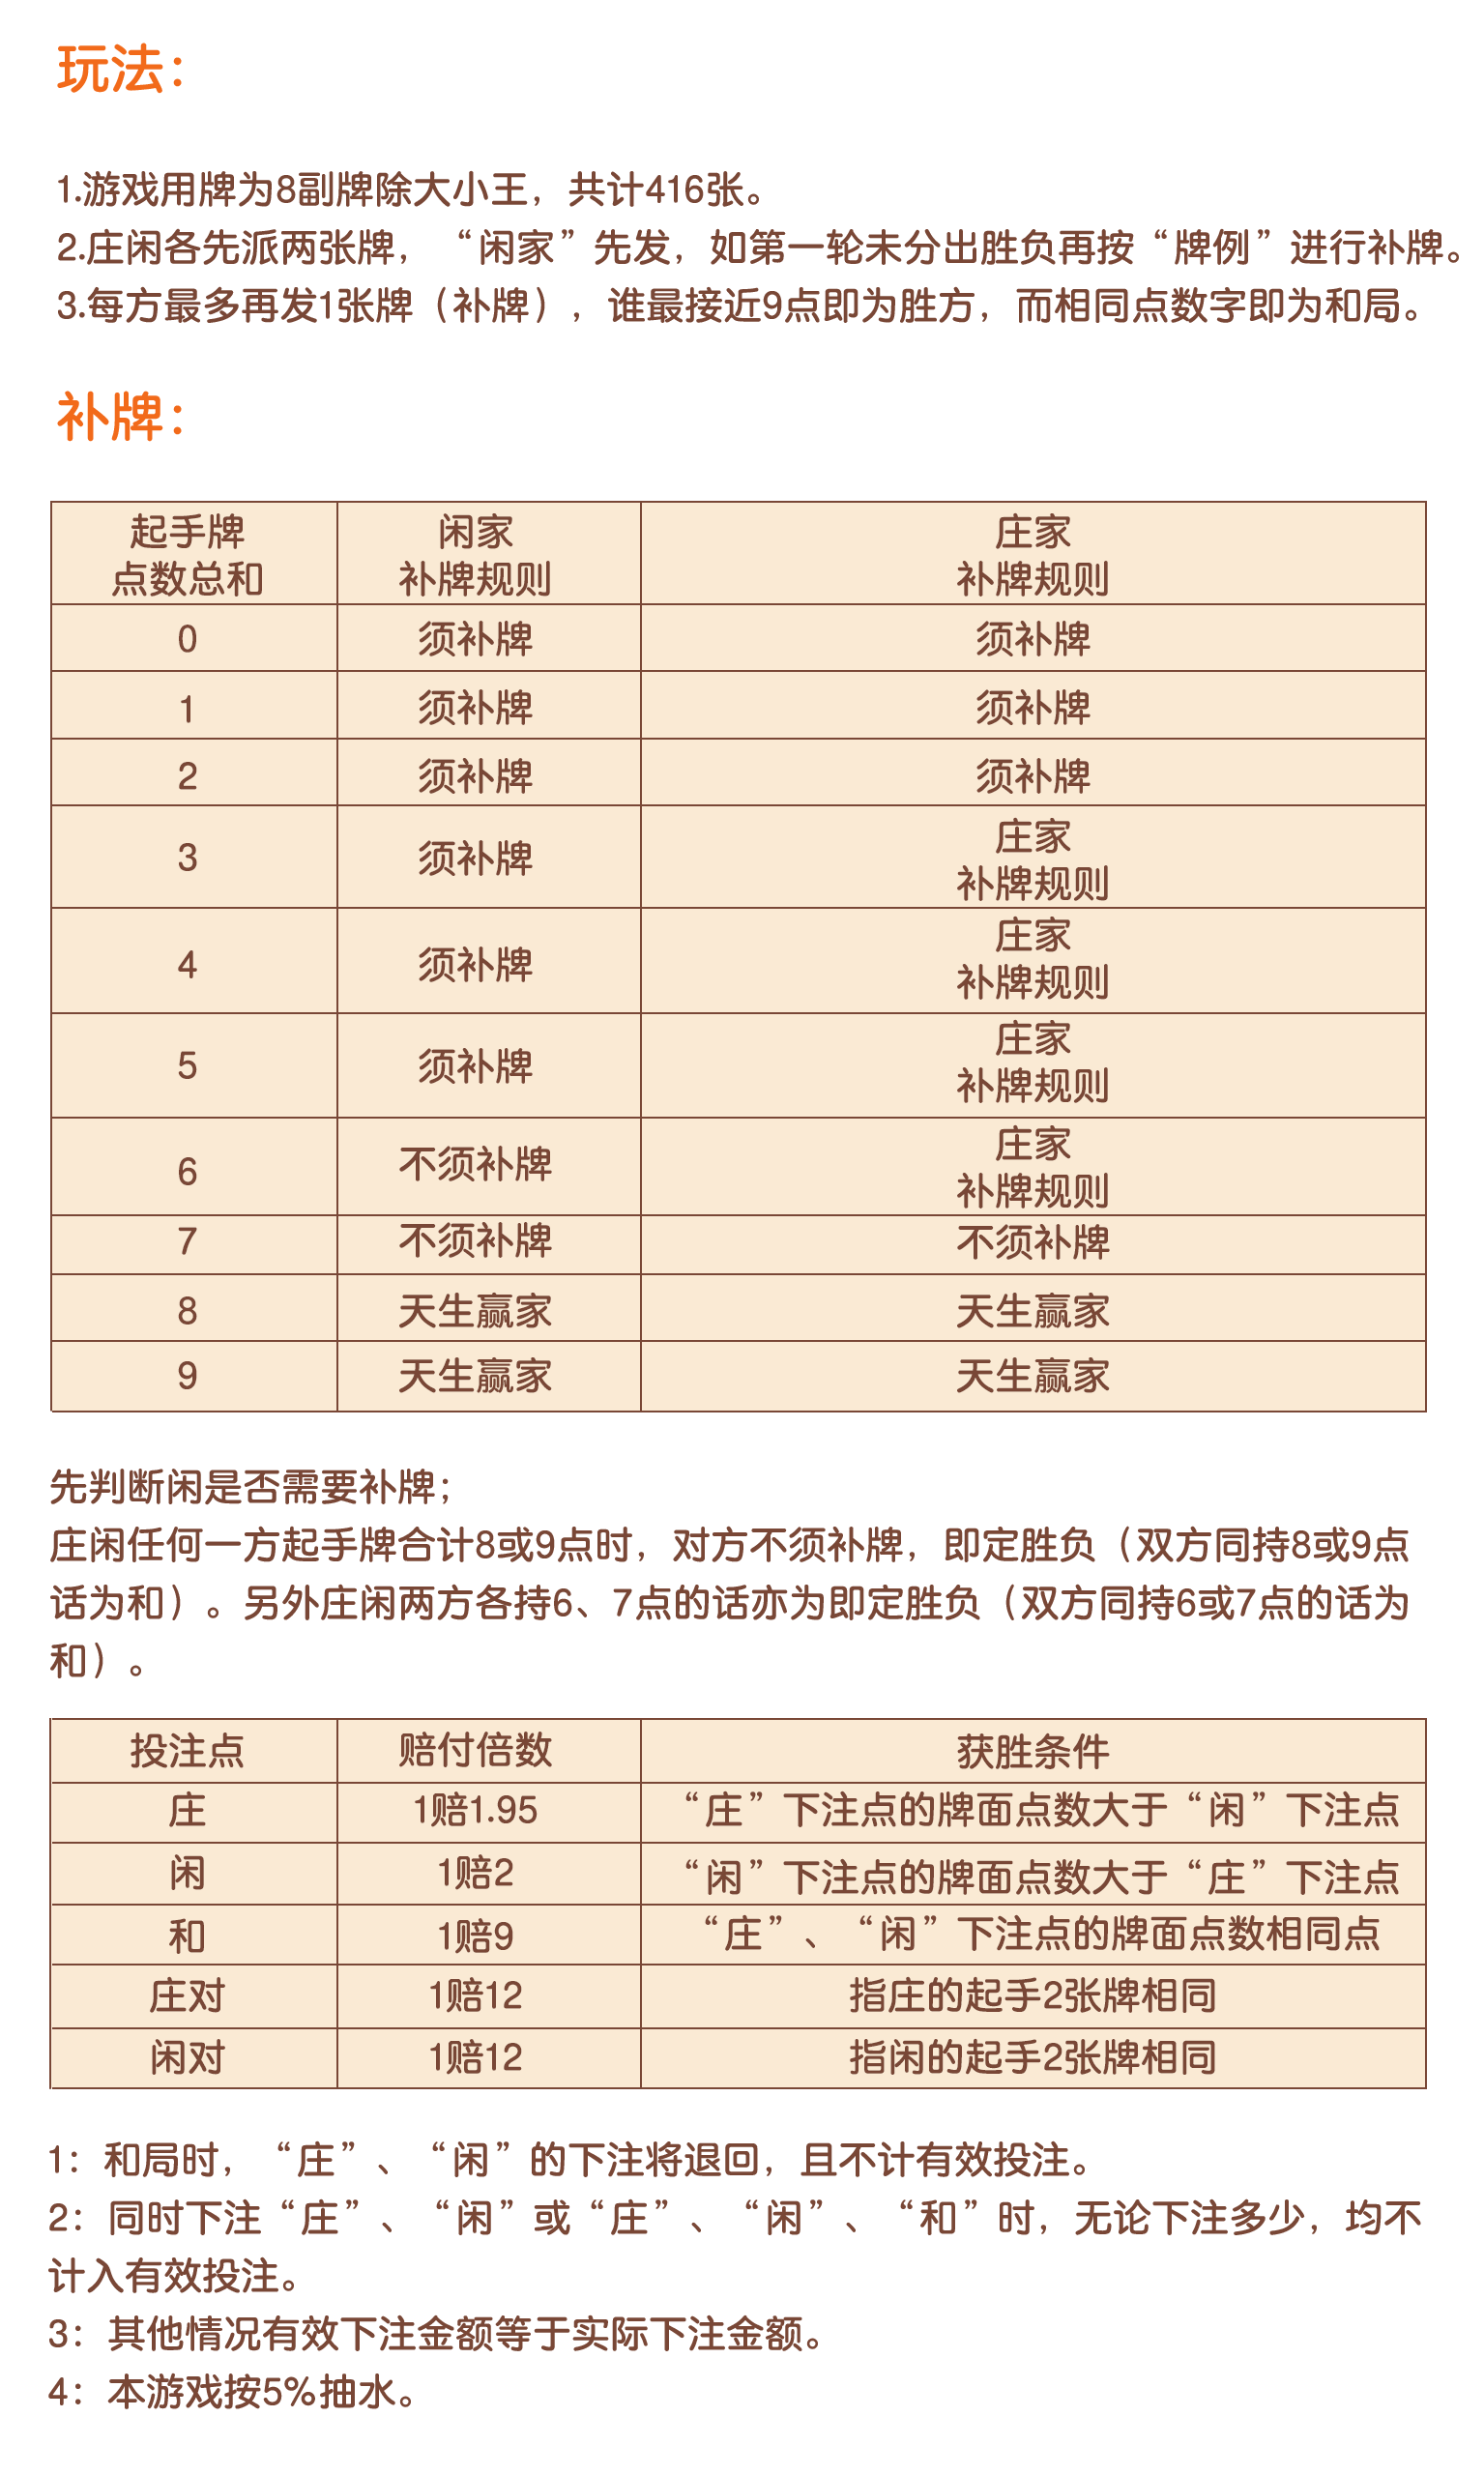 玩法：
1.游戏用牌为8副牌除大小王，共计416张。
2.庄闲各先派两张牌，“闲家”先发，如第一轮未分出胜负再按“牌例”进行补牌。
3.每方最多再发1张牌（补牌），谁最接近9点即为胜方，而相同点数字即为和局。
补牌：
起手牌 闲家 庄家
点数总和 补牌规则 补牌规则
0 须补牌 须补牌
1 须补牌 须补牌
2 须补牌 须补牌
3 须补牌 庄家
补牌规则
4 须补牌 庄家
补牌规则
5 须补牌 庄家
补牌规则
6 不须补牌 庄家
补牌规则
7 不须补牌 不须补牌
8 天生赢家 天生赢家
9 天生赢家 天生赢家
先判断闲是否需要补牌；
庄闲任何一方起手牌合计8或9点时，对方不须补牌，即定胜负（双方同持8或9点
话为和）。另外庄闲两方各持6、7点的话亦为即定胜负（双方同持6或7点的话为
和）。
投注点 赔付倍数 获胜条件
庄 1赔1.95 “庄”下注点的牌面点数大于“闲”下注点
闲 1赔2 “闲”下注点的牌面点数大于“庄”下注点
和 1赔9 “庄”、“闲”下注点的牌面点数相同点
庄对 1赔12 指庄的起手2张牌相同
闲对 1赔12 指闲的起手2张牌相同
1：和局时，“庄”、“闲”的下注将退回，且不计有效投注。
2：同时下注“庄”、“闲”或“庄”、“闲”、“和”时，无论下注多少，均不
计入有效投注。
3：其他情况有效下注金额等于实际下注金额。
4：本游戏按5%抽水。